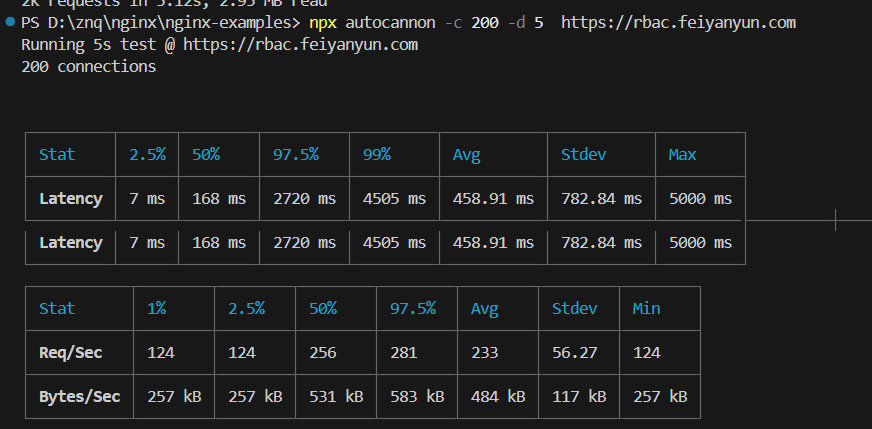 2k requests in 5.12s, 2.95 MB read
PS D:\znq\nginx\nginx-examples> npx autocannon -c 200 -d 5  https://rbac.feiyanyun.com
Running 5s test @ https://rbac.feiyanyun.com
200 connections
Stat 2.5% 50% 97.5% 99% Avg Stdev Max
Latency 7 ms 168 ms 2720 ms 4505 ms 458.91 ms 782.84 ms 5000 ms
Latency 7 ms 168 ms 2720 ms 4505 ms 458.91 ms 782.84 ms 5000 ms
Stat 1% 2.5% 50% 97.5% Avg Stdev Min
Req/Sec 124 124 256 281 233 56.27 124
Bytes/Sec 257 kB 257 kB 531 kB 583 kB 484 kB 117 kB 257 kB